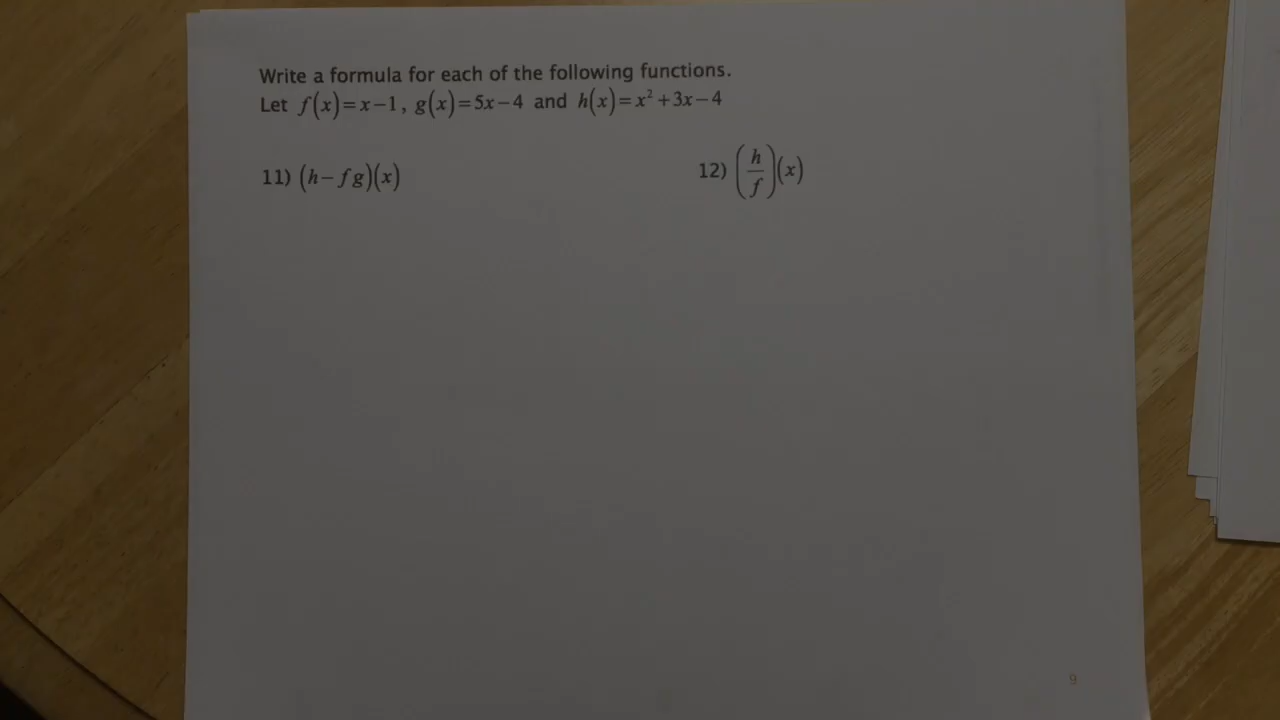 Write a formula for each of the following functions.
Let f(x)=x−1, g(x)=5x−4 and h(x)=x²+3x−4
11) (h−fg)(x)
12) (h/f)(x)
9